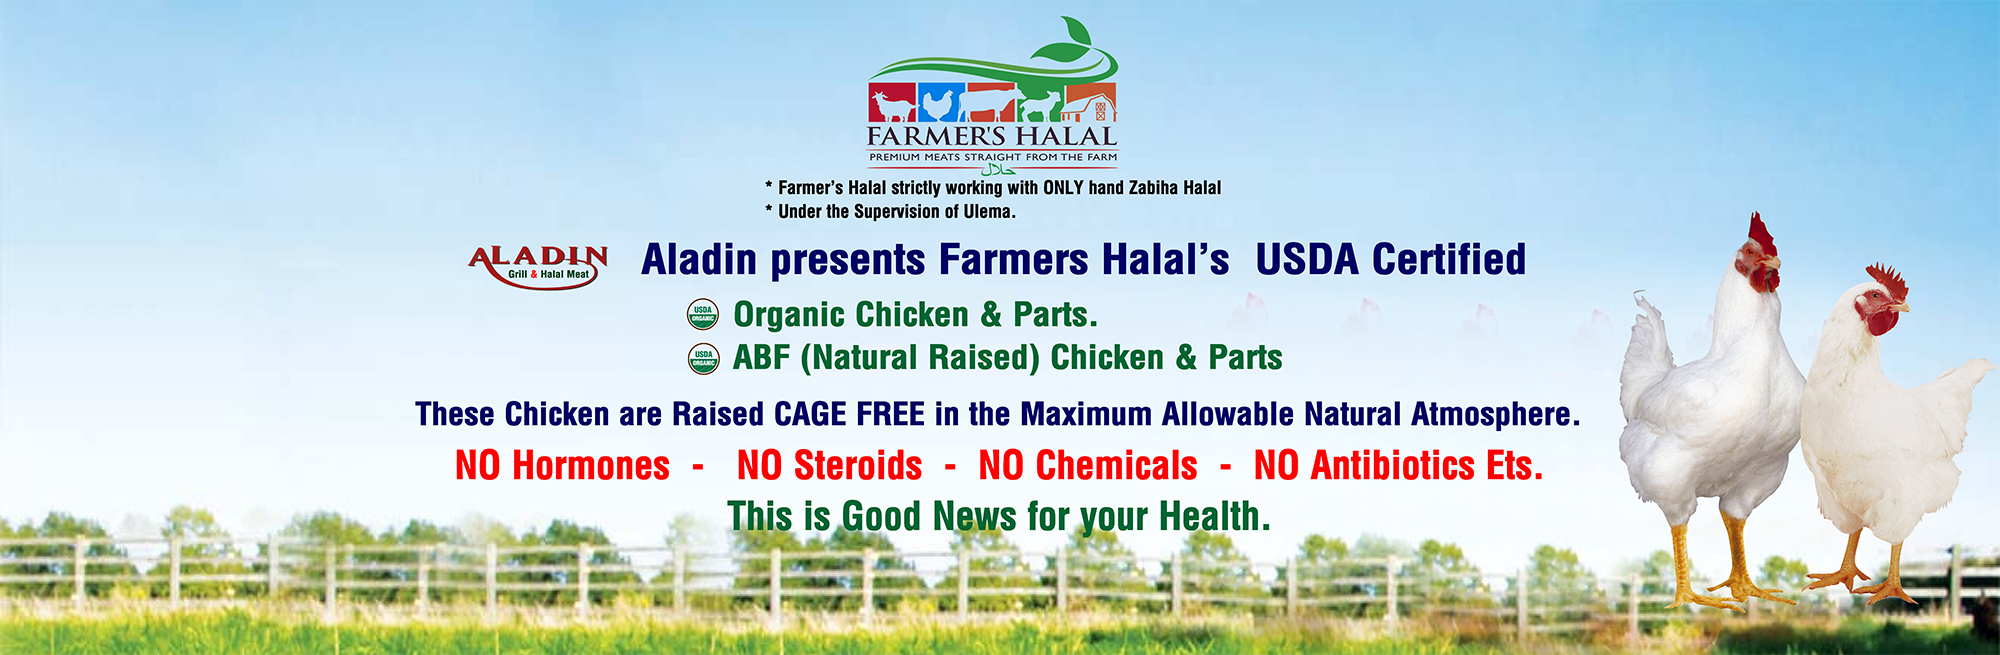 FARMER'S HALAL
PREMIUM MEATS STRAIGHT FROM THE FARM
حلال
* Farmer's Halal strictly working with ONLY hand Zabiha Halal
* Under the Supervision of Ulema.
ALADIN
Grill & Halal Meat
Aladin presents Farmers Halal's USDA Certified
USDA
ORGANIC
Organic Chicken & Parts.
USDA
ORGANIC
ABF (Natural Raised) Chicken & Parts
These Chicken are Raised CAGE FREE in the Maximum Allowable Natural Atmosphere.
NO Hormones - NO Steroids - NO Chemicals - NO Antibiotics Ets.
This is Good News for your Health.